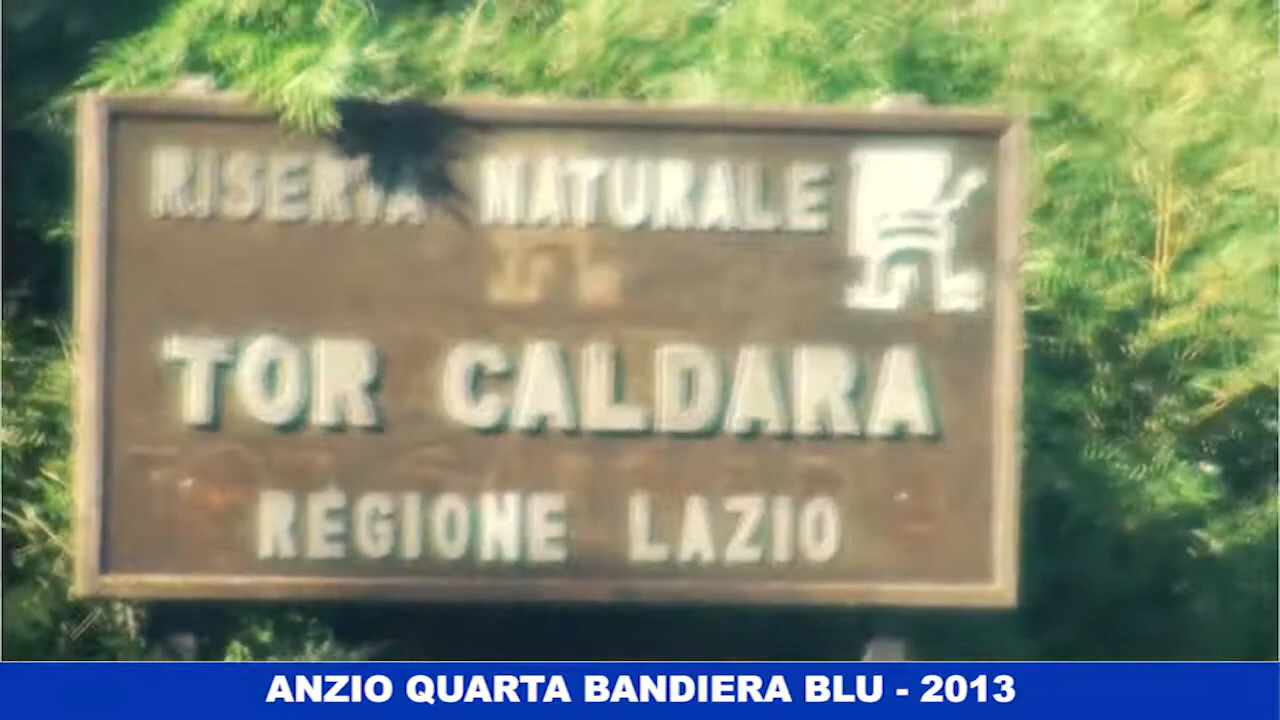 RISERVA NATURALE
TOR CALDARA
REGIONE LAZIO
ANZIO QUARTA BANDIERA BLU - 2013